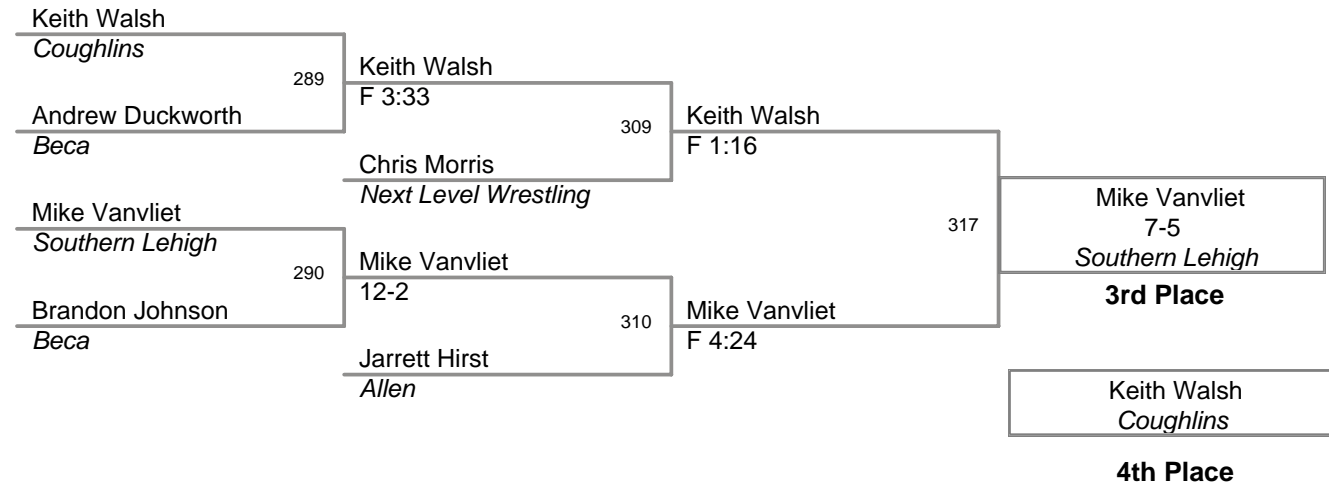 Keith Walsh
Coughlins
289
Keith Walsh
F 3:33
Andrew Duckworth
Beca
309
Keith Walsh
F 1:16
Chris Morris
Next Level Wrestling
Mike Vanvliet
Southern Lehigh
290
Mike Vanvliet
12-2
Brandon Johnson
Beca
310
Mike Vanvliet
F 4:24
Jarrett Hirst
Allen
317
Mike Vanvliet
7-5
Southern Lehigh
3rd Place
Keith Walsh
Coughlins
4th Place